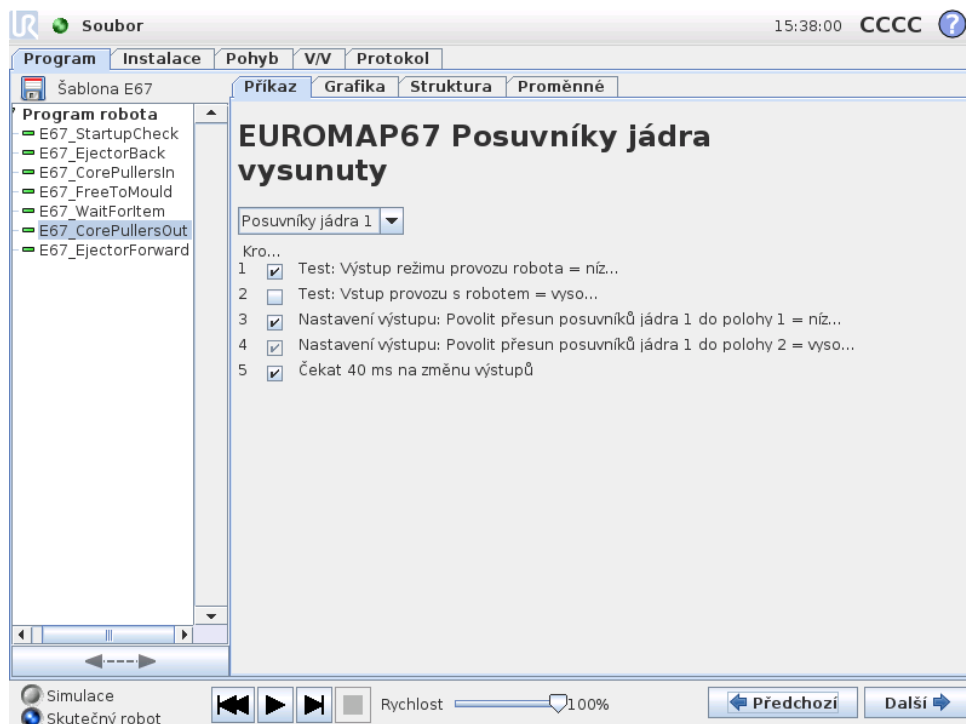 UR Soubor 15:38:00 CCCC ?
Program Instalace Pohyb V/V Protokol
Šablona E67
Příkaz Grafika Struktura Proměnné
Program robota
E67_StartupCheck
E67_EjectorBack
E67_CorePullersIn
E67_FreeToMould
E67_WaitForItem
E67_CorePullersOut
E67_EjectorForward
EUROMAP67 Posuvníky jádra
vysunuty
Posuvníky jádra 1
Kro...
1 Test: Výstup režimu provozu robota = níz...
2 Test: Vstup provozu s robotem = vyso...
3 Nastavení výstupu: Povolit přesun posuvníků jádra 1 do polohy 1 = níz...
4 Nastavení výstupu: Povolit přesun posuvníků jádra 1 do polohy 2 = vyso...
5 Čekat 40 ms na změnu výstupů
Simulace
Skutečný robot
Rychlost 100%
Předchozí Další